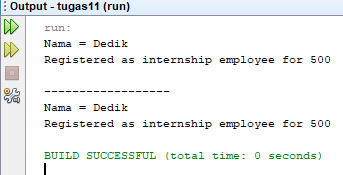 Output - tugas11 (run)
run:
Nama = Dedik
Registered as internship employee for 500
------------------
Nama = Dedik
Registered as internship employee for 500
BUILD SUCCESSFUL (total time: 0 seconds)